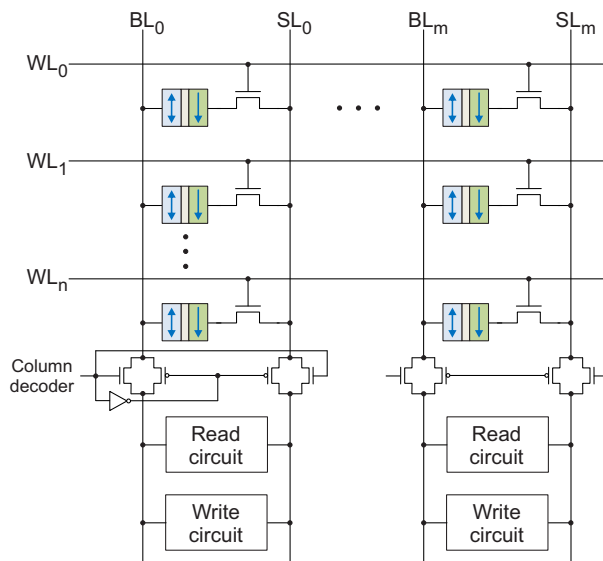 BL0 SL0 BLm SLm
WL0
WL1
WLn
Column
decoder
Read
circuit
Read
circuit
Write
circuit
Write
circuit